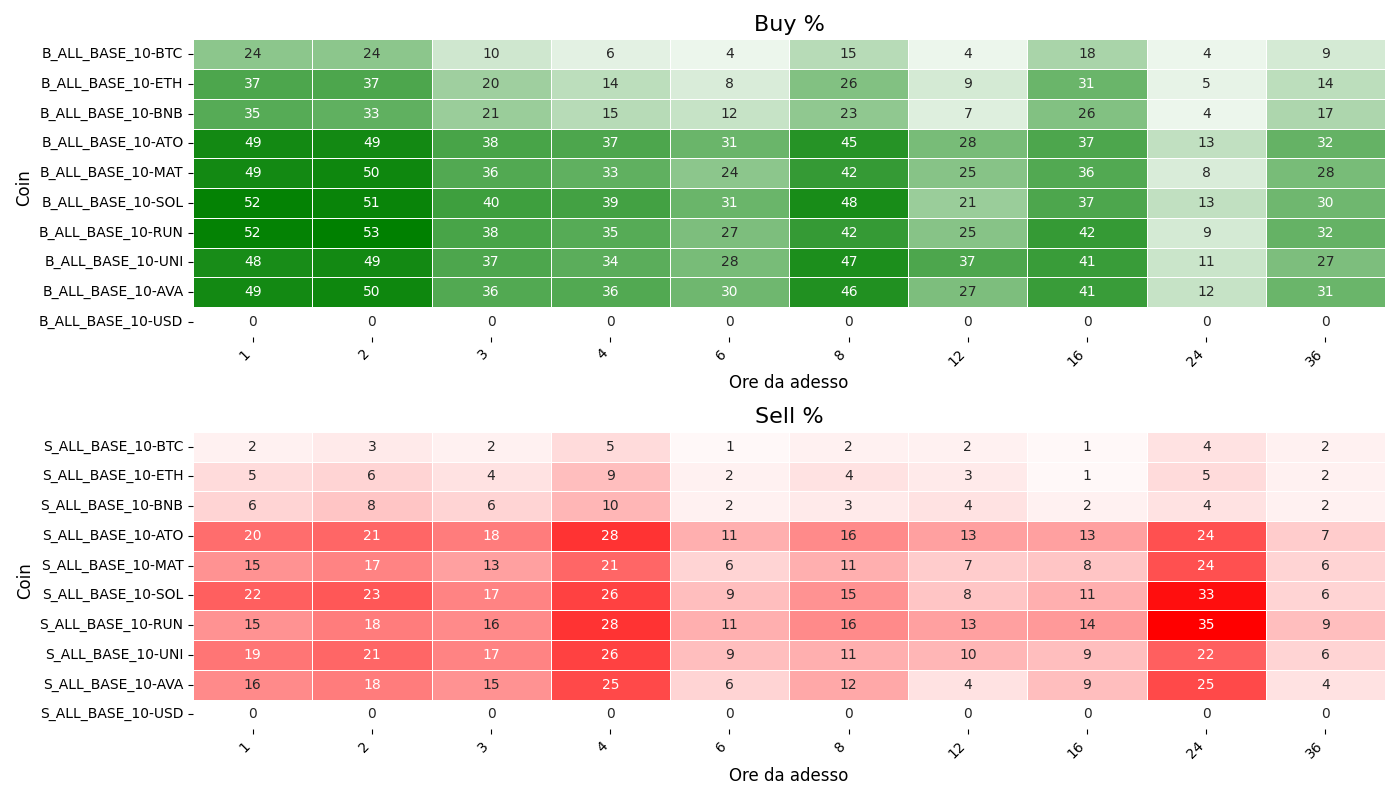 Buy %
Coin
B_ALL_BASE_10-BTC 24 24 10 6 4 15 4 18 4 9
B_ALL_BASE_10-ETH 37 37 20 14 8 26 9 31 5 14
B_ALL_BASE_10-BNB 35 33 21 15 12 23 7 26 4 17
B_ALL_BASE_10-ATO 49 49 38 37 31 45 28 37 13 32
B_ALL_BASE_10-MAT 49 50 36 33 24 42 25 36 8 28
B_ALL_BASE_10-SOL 52 51 40 39 31 48 21 37 13 30
B_ALL_BASE_10-RUN 52 53 38 35 27 42 25 42 9 32
B_ALL_BASE_10-UNI 48 49 37 34 28 47 37 41 11 27
B_ALL_BASE_10-AVA 49 50 36 36 30 46 27 41 12 31
B_ALL_BASE_10-USD 0 0 0 0 0 0 0 0 0 0
1 2 3 4 6 8 12 16 24 36
Ore da adesso
Sell %
Coin
S_ALL_BASE_10-BTC 2 3 2 5 1 2 2 1 4 2
S_ALL_BASE_10-ETH 5 6 4 9 2 4 3 1 5 2
S_ALL_BASE_10-BNB 6 8 6 10 2 3 4 2 4 2
S_ALL_BASE_10-ATO 20 21 18 28 11 16 13 13 24 7
S_ALL_BASE_10-MAT 15 17 13 21 6 11 7 8 24 6
S_ALL_BASE_10-SOL 22 23 17 26 9 15 8 11 33 6
S_ALL_BASE_10-RUN 15 18 16 28 11 16 13 14 35 9
S_ALL_BASE_10-UNI 19 21 17 26 9 11 10 9 22 6
S_ALL_BASE_10-AVA 16 18 15 25 6 12 4 9 25 4
S_ALL_BASE_10-USD 0 0 0 0 0 0 0 0 0 0
1 2 3 4 6 8 12 16 24 36
Ore da adesso